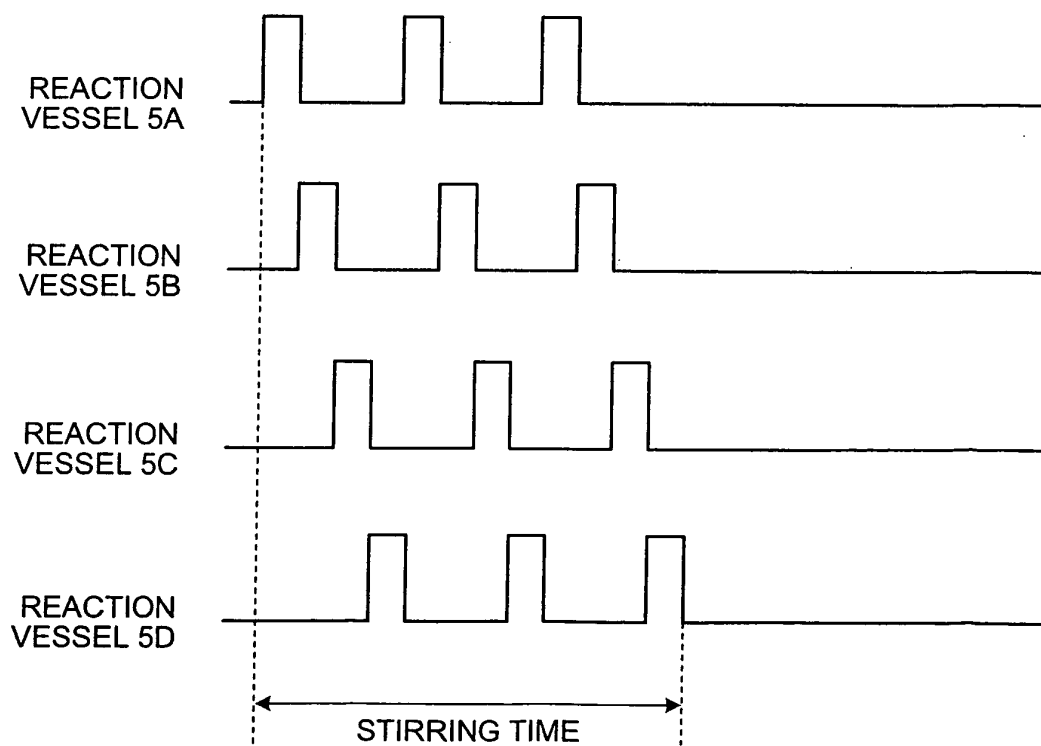 REACTION
VESSEL 5A
REACTION
VESSEL 5B
REACTION
VESSEL 5C
REACTION
VESSEL 5D
STIRRING TIME